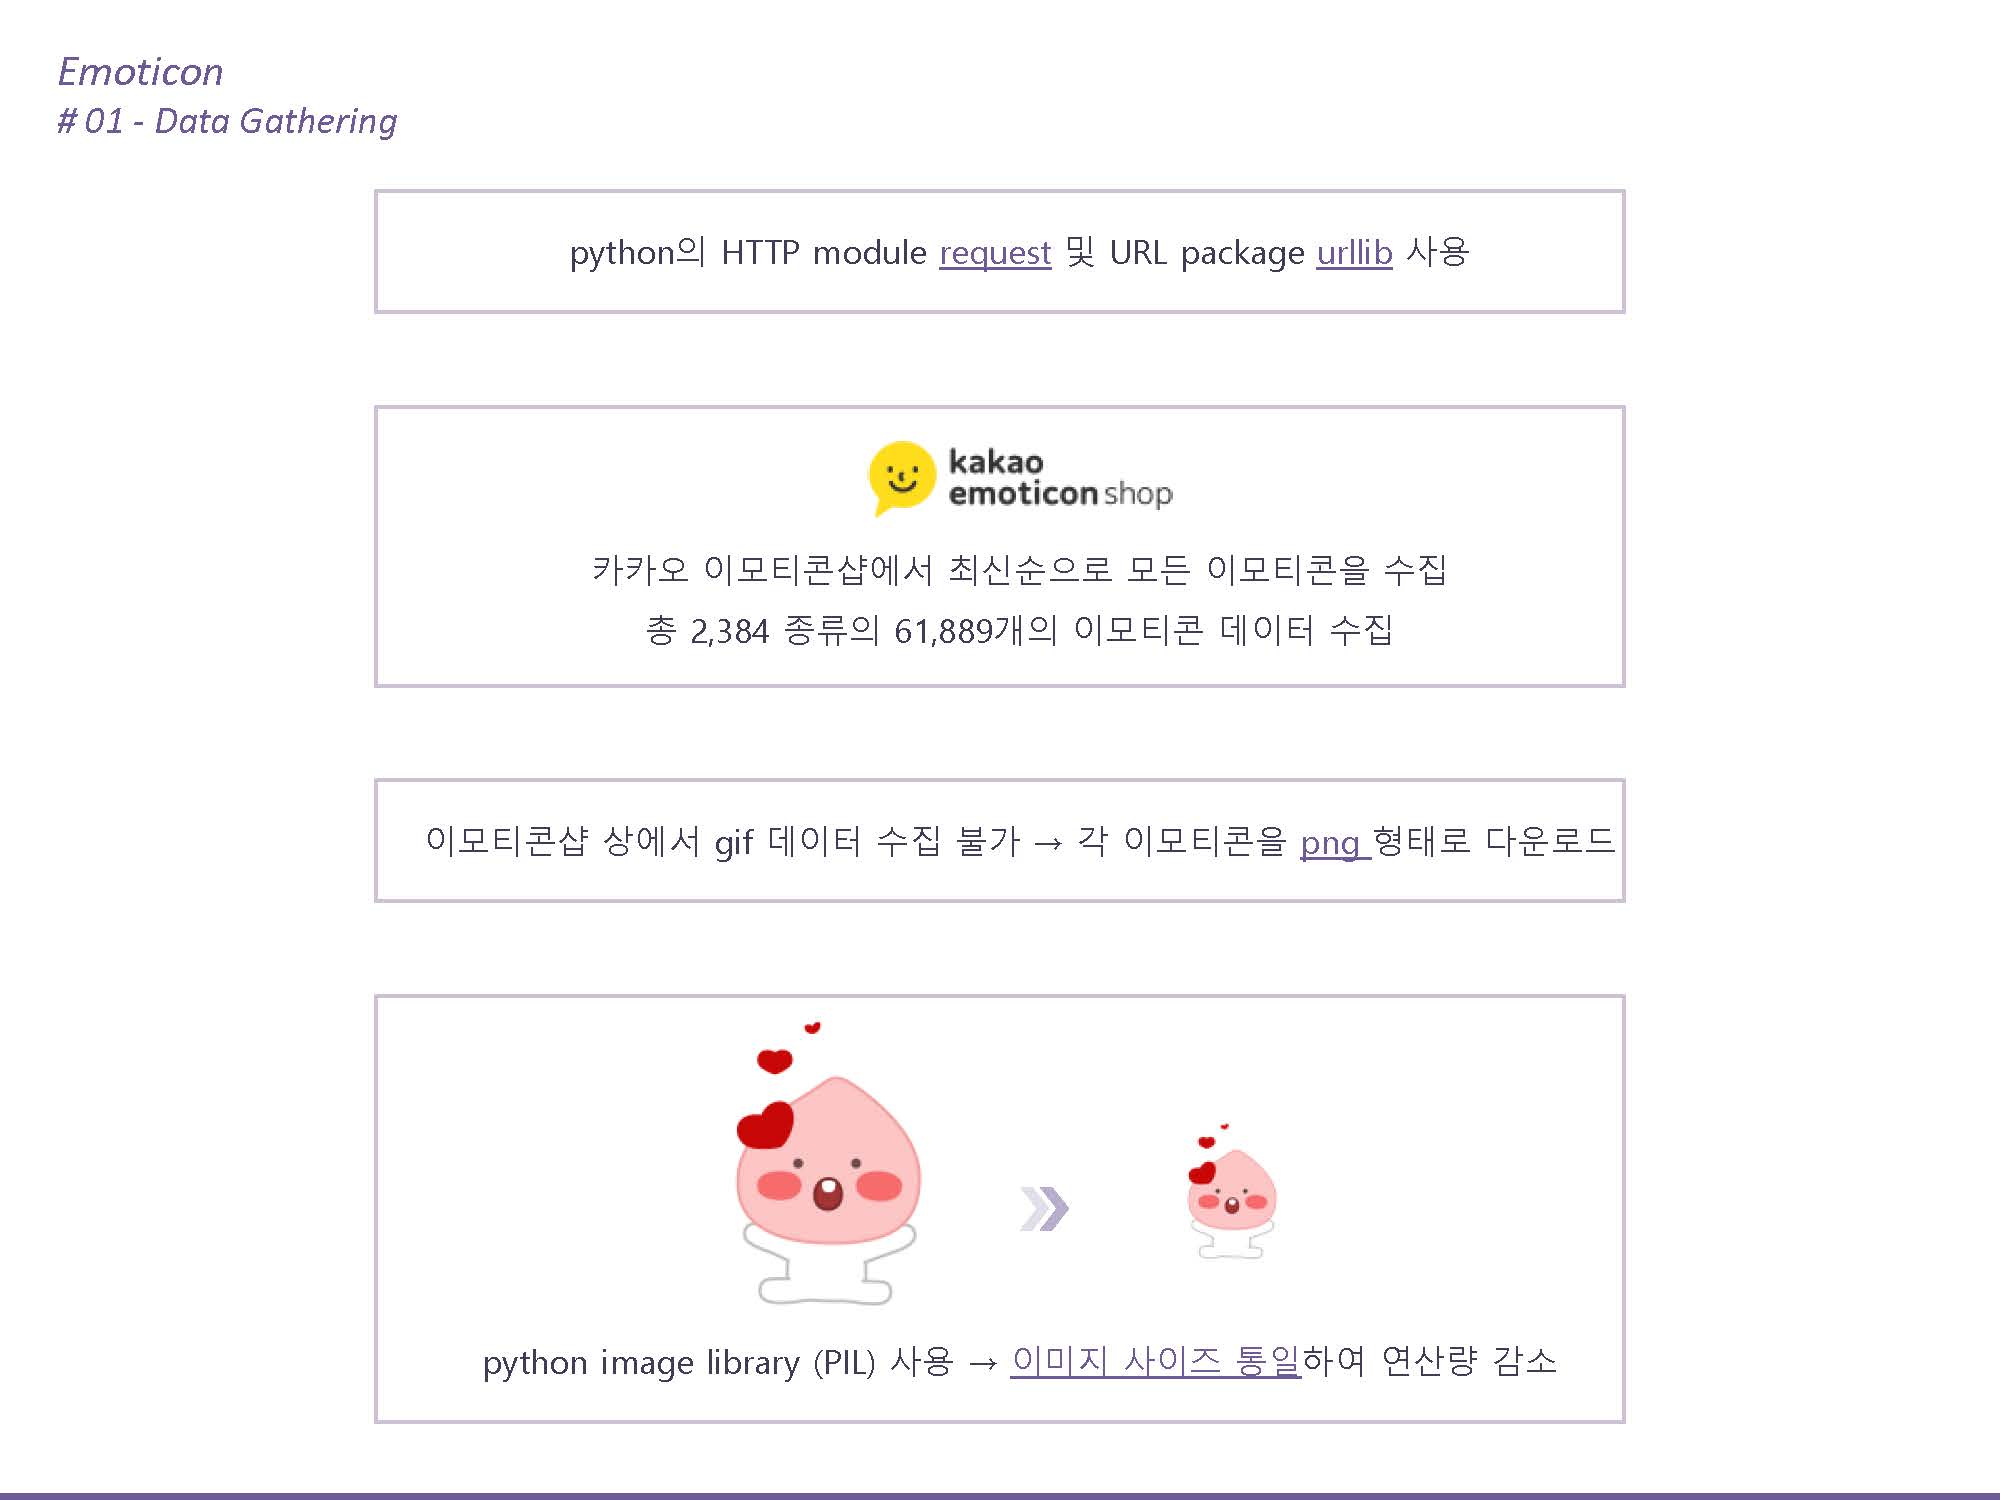 Emoticon
# 01 - Data Gathering
python의 HTTP module request 및 URL package urllib 사용
kakao
emoticon shop
카카오 이모티콘샵에서 최신순으로 모든 이모티콘을 수집
총 2,384 종류의 61,889개의 이모티콘 데이터 수집
이모티콘샵 상에서 gif 데이터 수집 불가 → 각 이모티콘을 png 형태로 다운로드
python image library (PIL) 사용 → 이미지 사이즈 통일하여 연산량 감소